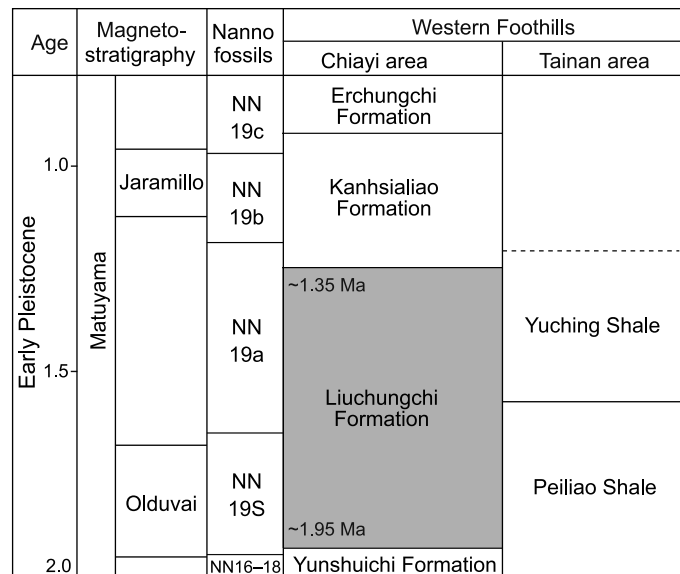 Age
Magneto-
stratigraphy
Nanno
fossils
Western Foothills
Chiayi area
Tainan area
Early Pleistocene
1.0
1.5
2.0
Matuyama
Jaramillo
Olduvai
NN
19c
NN
19b
NN
19a
NN
19S
NN16–18
Erchungchi
Formation
Kanhsialiao
Formation
~1.35 Ma
Liuchungchi
Formation
~1.95 Ma
Yunshuichi Formation
Yuching Shale
Peiliao Shale